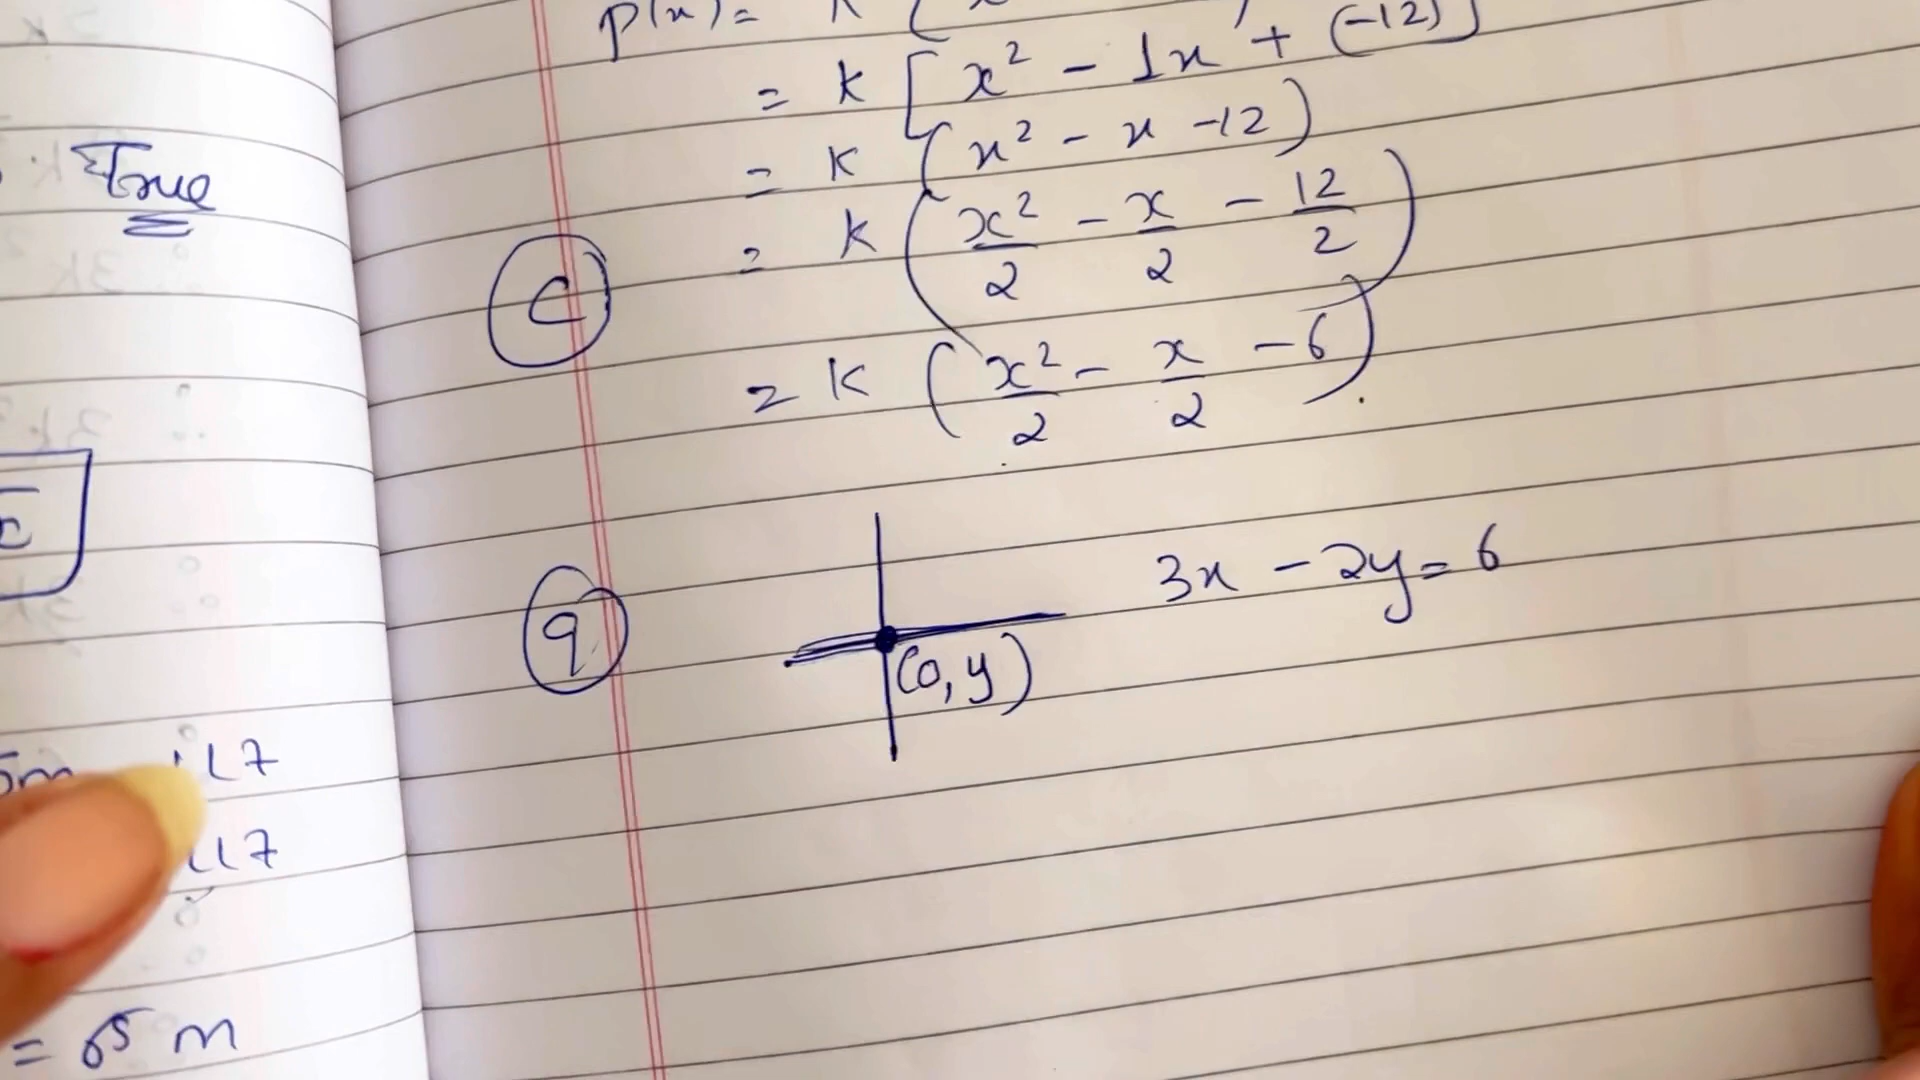 True
C
17
117
= 65 m
p(x) = K (x
= K [x² - 1x + (-12)]
= K (x² - x -12)
= K (x²/2 - x/2 - 12/2)
C
= K (x²/2 - x/2 - 6)
9
3x - 2y = 6
(0, y)